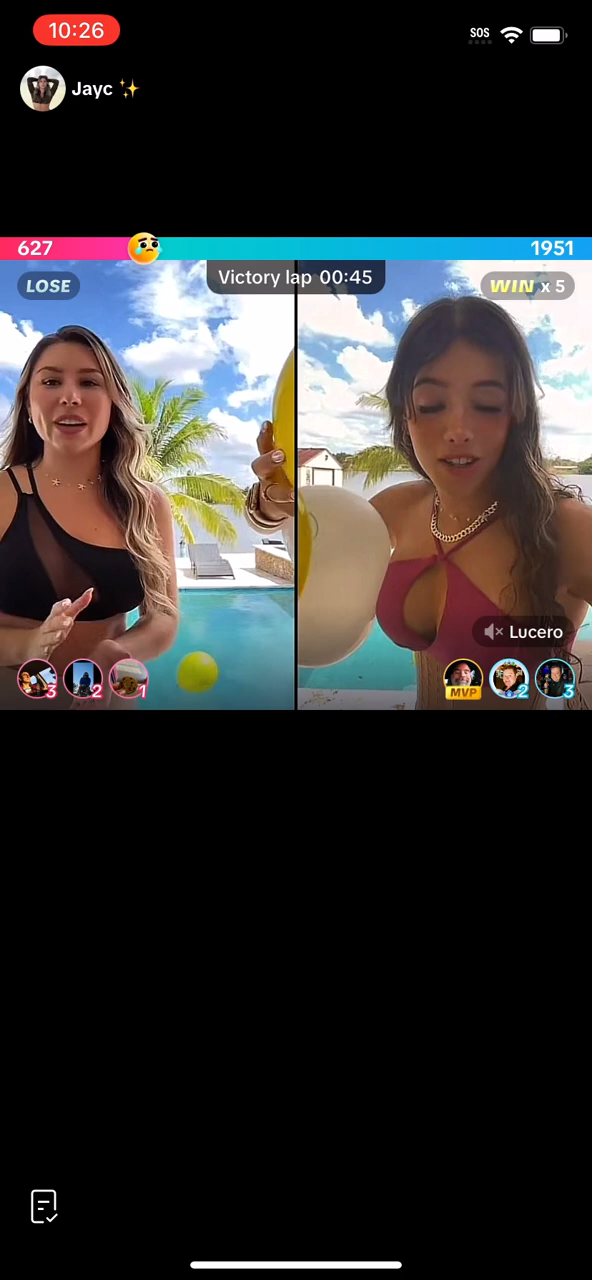 10:26
SOS
Jayc ✨
627
1951
LOSE
Victory lap 00:45
WIN x 5
Lucero
3
2
1
MVP
2
3